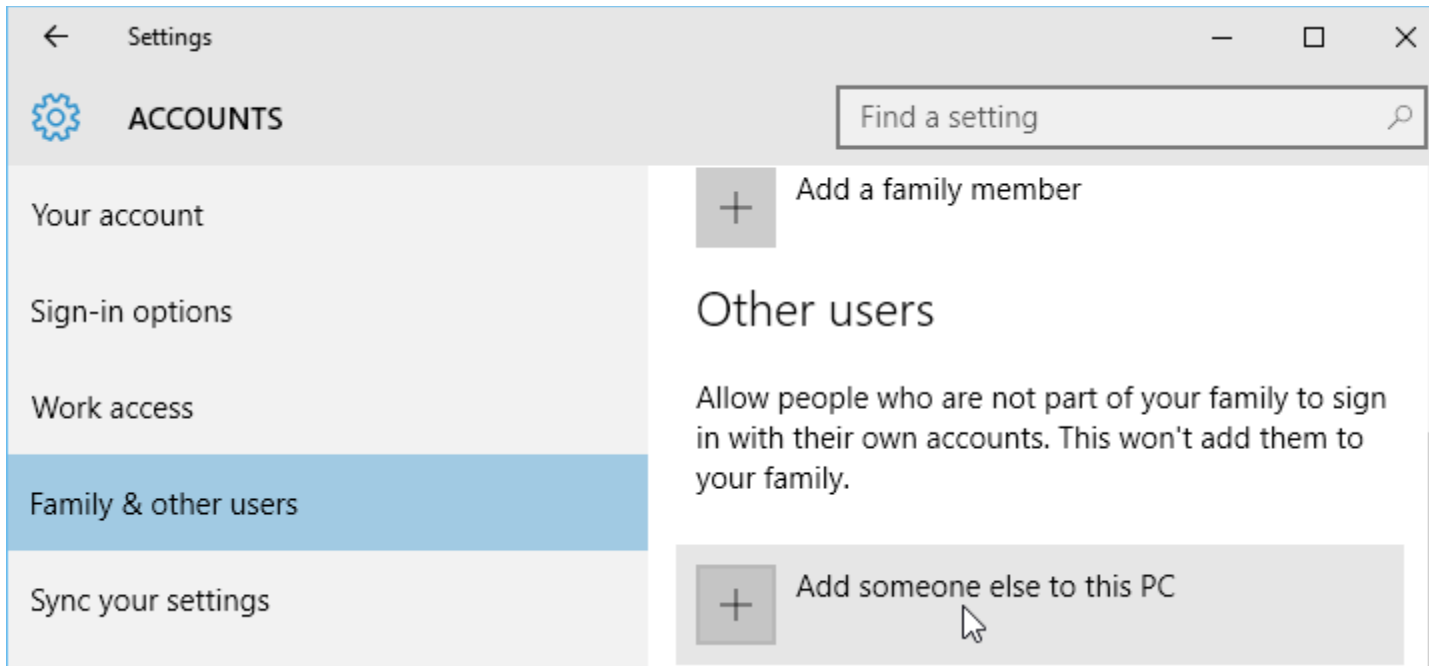 Settings
ACCOUNTS
Find a setting
Your account
Sign-in options
Work access
Family & other users
Sync your settings
Add a family member
Other users
Allow people who are not part of your family to sign
in with their own accounts. This won't add them to
your family.
Add someone else to this PC